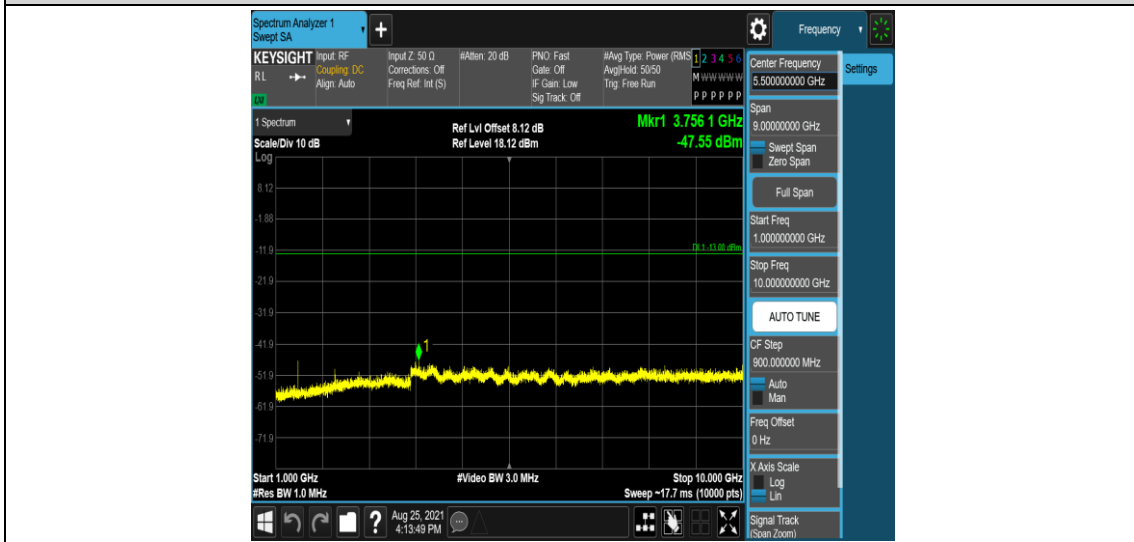 Spectrum Analyzer 1
Swept SA
+
Frequency
KEYSIGHT
RL
LXI
Input: RF
Coupling: DC
Align: Auto
Input Z: 50 Ω
Corrections: Off
Freq Ref: Int (S)
#Atten: 20 dB
PNO: Fast
Gate: Off
IF Gain: Low
Sig Track: Off
#Avg Type: Power (RMS
Avg|Hold: 50/50
Trig: Free Run
1 2 3 4 5 6
M W W W W W
P P P P P P
1 Spectrum
Scale/Div 10 dB
Log
Ref Lvl Offset 8.12 dB
Ref Level 18.12 dBm
Mkr1 3.756 1 GHz
-47.55 dBm
8.12
-1.88
-11.9
-21.9
-31.9
-41.9
-51.9
-61.9
-71.9
DL1 -13.00 dBm
1
Start 1.000 GHz
#Res BW 1.0 MHz
#Video BW 3.0 MHz
Stop 10.000 GHz
Sweep ~17.7 ms (10000 pts)
?
Aug 25, 2021
4:13:49 PM
Center Frequency
5.500000000 GHz
Settings
Span
9.00000000 GHz
Swept Span
Zero Span
Full Span
Start Freq
1.000000000 GHz
Stop Freq
10.000000000 GHz
AUTO TUNE
CF Step
900.000000 MHz
Auto
Man
Freq Offset
0 Hz
X Axis Scale
Log
Lin
Signal Track
(Span Zoom)